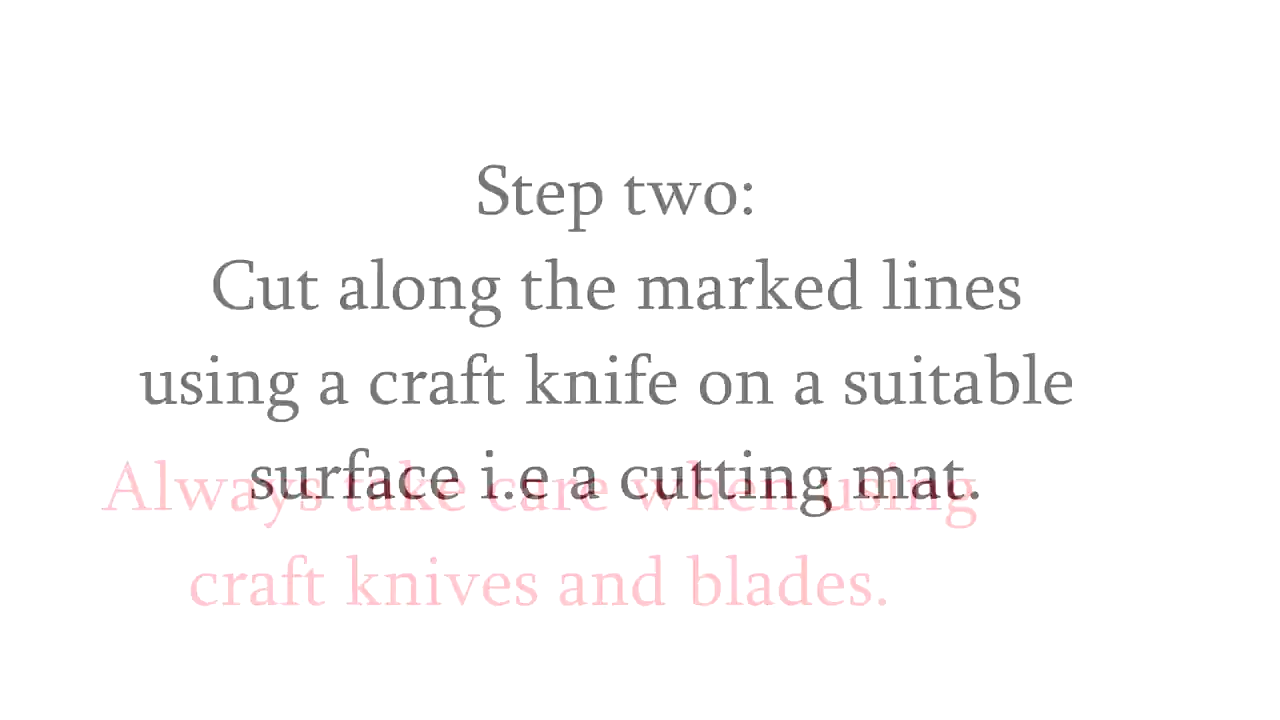 Step two:
Cut along the marked lines
using a craft knife on a suitable
surface i.e a cutting mat.
Always take care when using
craft knives and blades.